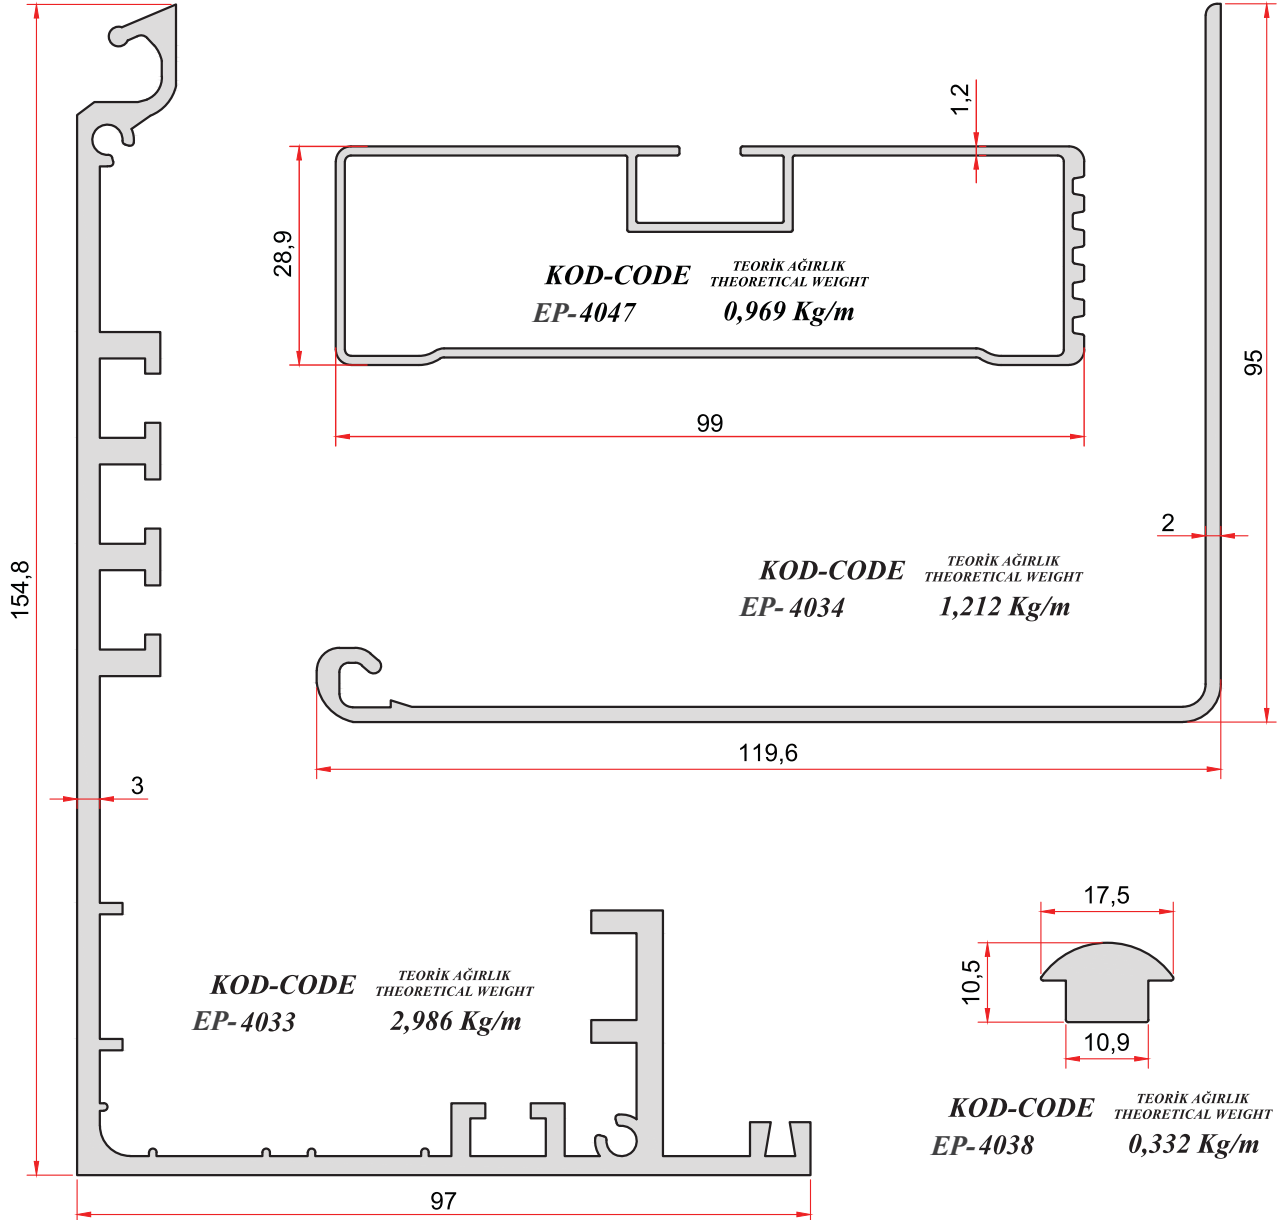 1,2
28,9
KOD-CODE TEORİK AĞIRLIK
THEORETICAL WEIGHT
EP-4047 0,969 Kg/m
99
95
2
KOD-CODE TEORİK AĞIRLIK
THEORETICAL WEIGHT
EP-4034 1,212 Kg/m
154,8
119,6
3
17,5
10,5
10,9
KOD-CODE TEORİK AĞIRLIK
THEORETICAL WEIGHT
EP-4033 2,986 Kg/m
KOD-CODE TEORİK AĞIRLIK
THEORETICAL WEIGHT
EP-4038 0,332 Kg/m
97